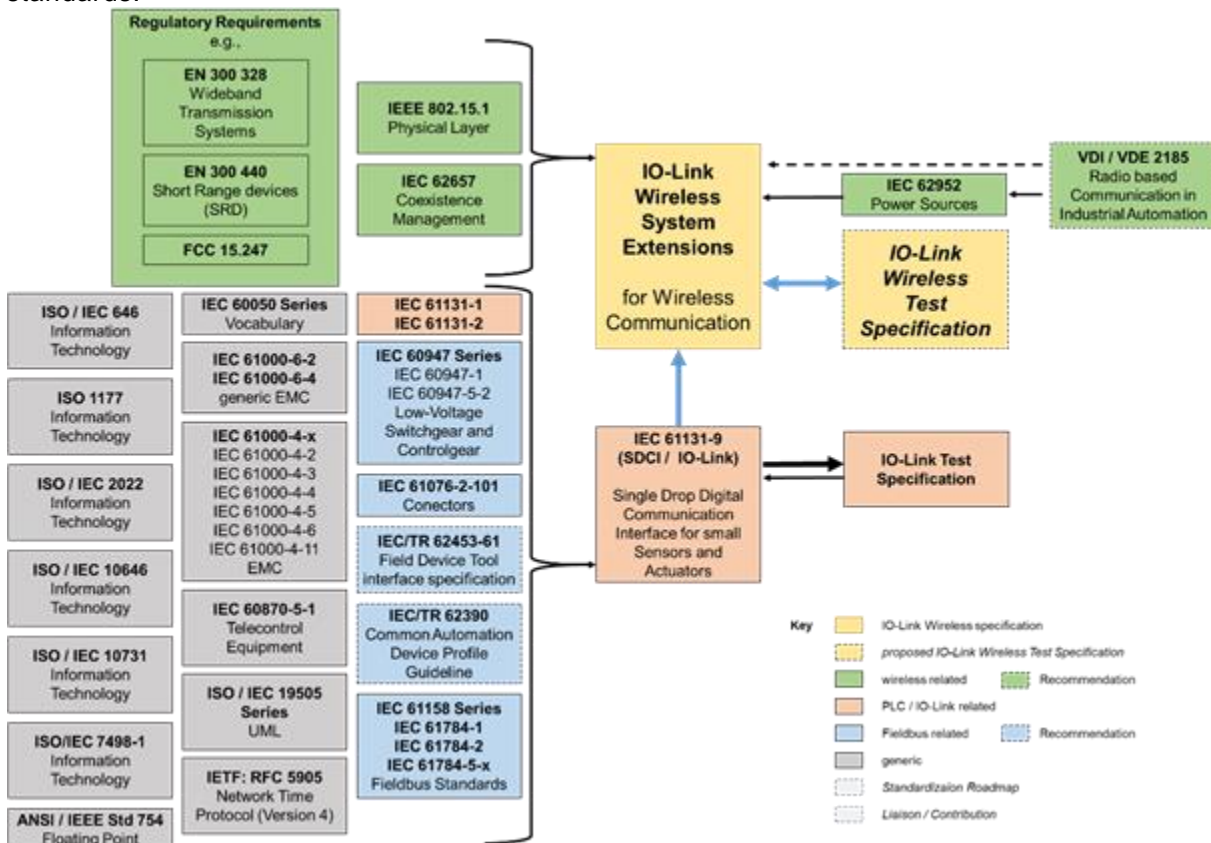 standards.
Regulatory Requirements
e.g.,
EN 300 328
Wideband
Transmission
Systems
EN 300 440
Short Range devices
(SRD)
FCC 15.247
IEEE 802.15.1
Physical Layer
IEC 62657
Coexistence
Management
IO-Link
Wireless
System
Extensions
for Wireless
Communication
IEC 62952
Power Sources
VDI / VDE 2185
Radio based
Communication in
Industrial Automation
IO-Link
Wireless
Test
Specification
ISO / IEC 646
Information
Technology
ISO 1177
Information
Technology
ISO / IEC 2022
Information
Technology
ISO / IEC 10646
Information
Technology
ISO / IEC 10731
Information
Technology
ISO/IEC 7498-1
Information
Technology
ANSI / IEEE Std 754
Floating Point
IEC 60050 Series
Vocabulary
IEC 61000-6-2
IEC 61000-6-4
generic EMC
IEC 61000-4-x
IEC 61000-4-2
IEC 61000-4-3
IEC 61000-4-4
IEC 61000-4-5
IEC 61000-4-6
IEC 61000-4-11
EMC
IEC 60870-5-1
Telecontrol
Equipment
ISO / IEC 19505
Series
UML
IETF: RFC 5905
Network Time
Protocol (Version 4)
IEC 61131-1
IEC 61131-2
IEC 60947 Series
IEC 60947-1
IEC 60947-5-2
Low-Voltage
Switchgear and
Controlgear
IEC 61076-2-101
Conectors
IEC/TR 62453-61
Field Device Tool
interface specification
IEC/TR 62390
Common Automation
Device Profile
Guideline
IEC 61158 Series
IEC 61784-1
IEC 61784-2
IEC 61784-5-x
Fieldbus Standards
IEC 61131-9
(SDCI / IO-Link)
Single Drop Digital
Communication
Interface for small
Sensors and
Actuators
IO-Link Test
Specification
Key
IO-Link Wireless specification
proposed IO-Link Wireless Test Specification
wireless related
Recommendation
PLC / IO-Link related
Fieldbus related
Recommendation
generic
Standardizaion Roadmap
Liaison / Contribution